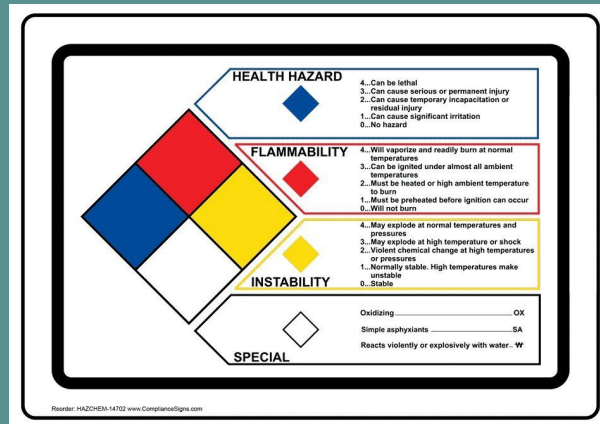 HEALTH HAZARD
4...Can be lethal
3...Can cause serious or permanent injury
2...Can cause temporary incapacitation or
residual injury
1...Can cause significant irritation
0...No hazard
FLAMMABILITY
4...Will vaporize and readily burn at normal
temperatures
3...Can be ignited under almost all ambient
temperatures
2...Must be heated or high ambient temperature
to burn
1...Must be preheated before ignition can occur
0...Will not burn
INSTABILITY
4...May explode at normal temperatures and
pressures
3...May explode at high temperature or shock
2...Violent chemical change at high temperatures
or pressures
1...Normally stable. High temperatures make
unstable
0...Stable
SPECIAL
Oxidizing OX
Simple asphyxiants SA
Reacts violently or explosively with water.. W̶
Reorder: HAZCHEM-14702 www.ComplianceSigns.com